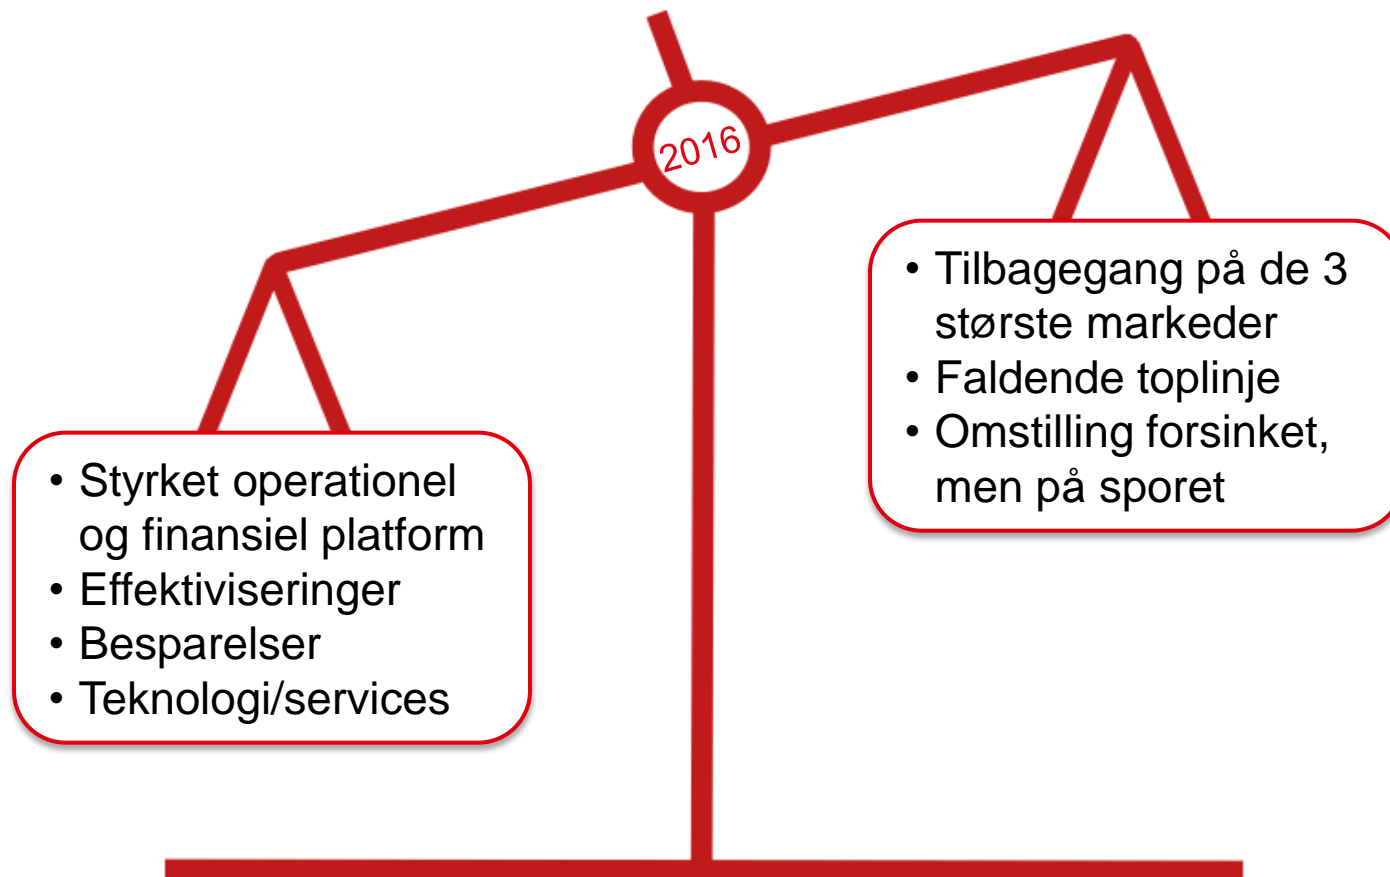 2016
• Tilbagegang på de 3
største markeder
• Faldende toplinje
• Omstilling forsinket,
men på sporet
• Styrket operationel
og finansiel platform
• Effektiviseringer
• Besparelser
• Teknologi/services